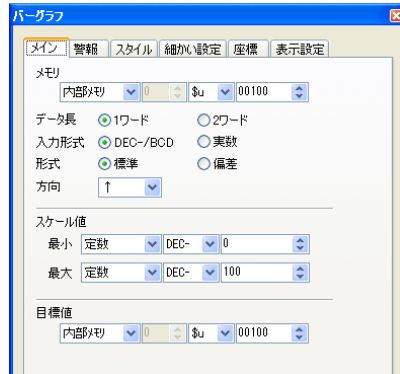 バーグラフ
メイン 警報 スタイル 細かい設定 座標 表示設定
メモリ
内部メモリ 0 $u 00100
データ長 1ワード 2ワード
入力形式 DEC-/BCD 実数
形式 標準 偏差
方向 ↑
スケール値
最小 定数 DEC- 0
最大 定数 DEC- 100
目標値
内部メモリ 0 $u 00100